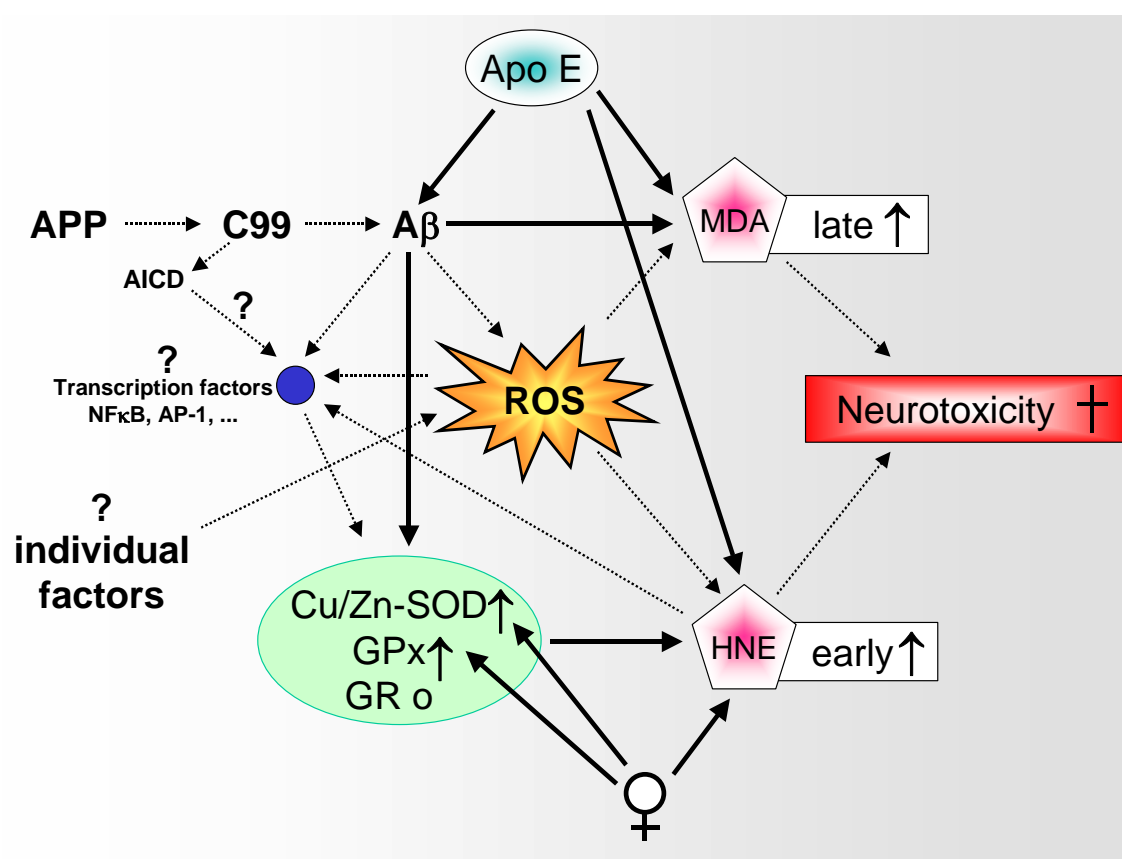 Apo E
MDA
late ↑
APP
C99
Aβ
AICD
?
?
Transcription factors
NFκB, AP-1, ...
ROS
Neurotoxicity †
?
individual
factors
Cu/Zn-SOD↑
GPx↑
GR o
HNE
early ↑
♀